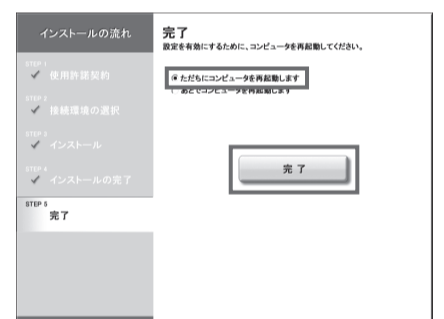 インストールの流れ
STEP 1
使用許諾契約
STEP 2
接続環境の選択
STEP 3
インストール
STEP 4
インストールの完了
STEP 5
完了
完了
設定を有効にするために、コンピュータを再起動してください。
ただちにコンピュータを再起動します
あとでコンピュータを再起動します
完了